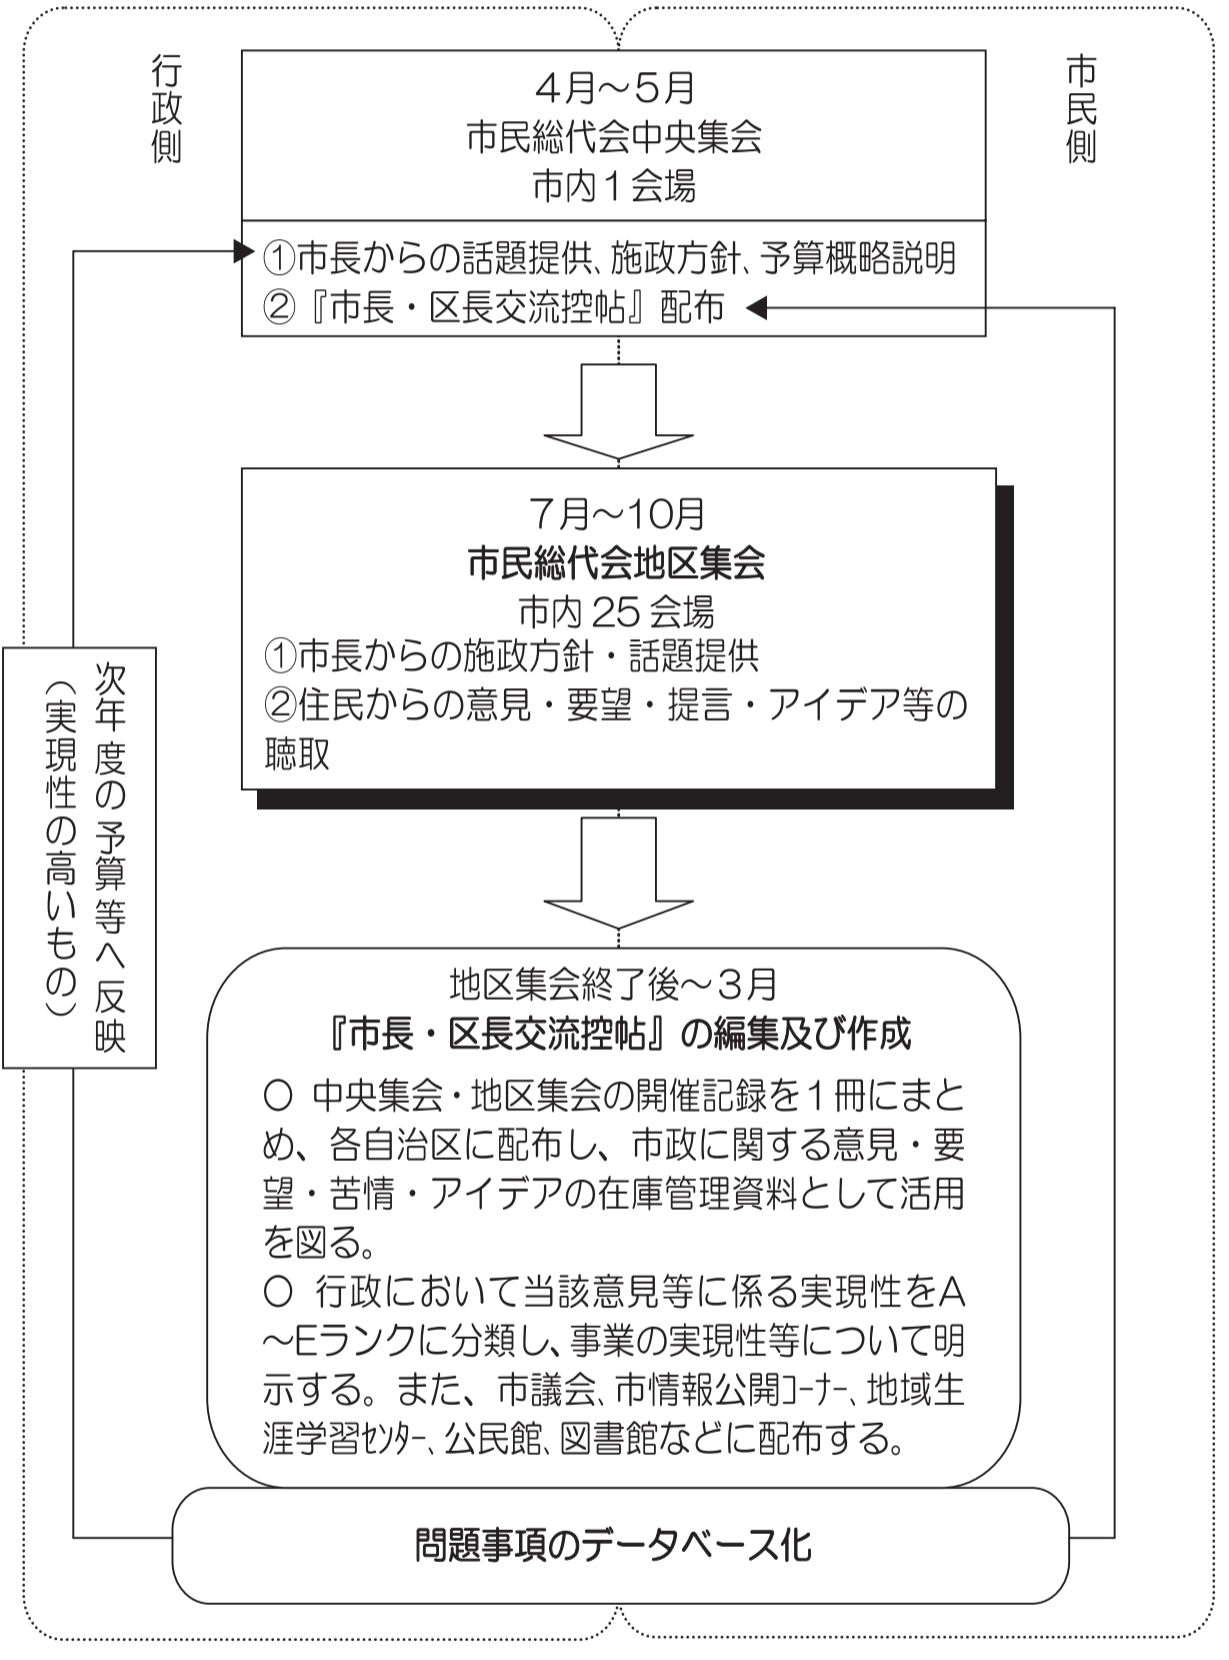 行政側
市民側
4月～5月
市民総代会中央集会
市内1会場
①市長からの話題提供、施政方針、予算概略説明
②『市長・区長交流控帖』配布
7月～10月
市民総代会地区集会
市内25会場
①市長からの施政方針・話題提供
②住民からの意見・要望・提言・アイデア等の
聴取
次年度の予算等へ反映
（実現性の高いもの）
地区集会終了後～3月
『市長・区長交流控帖』の編集及び作成
○ 中央集会・地区集会の開催記録を1冊にまと
め、各自治区に配布し、市政に関する意見・要
望・苦情・アイデアの在庫管理資料として活用
を図る。
○ 行政において当該意見等に係る実現性をA
～Eランクに分類し、事業の実現性等について明
示する。また、市議会、市情報公開ｺｰﾅｰ、地域生
涯学習ｾﾝﾀｰ、公民館、図書館などに配布する。
問題事項のデータベース化